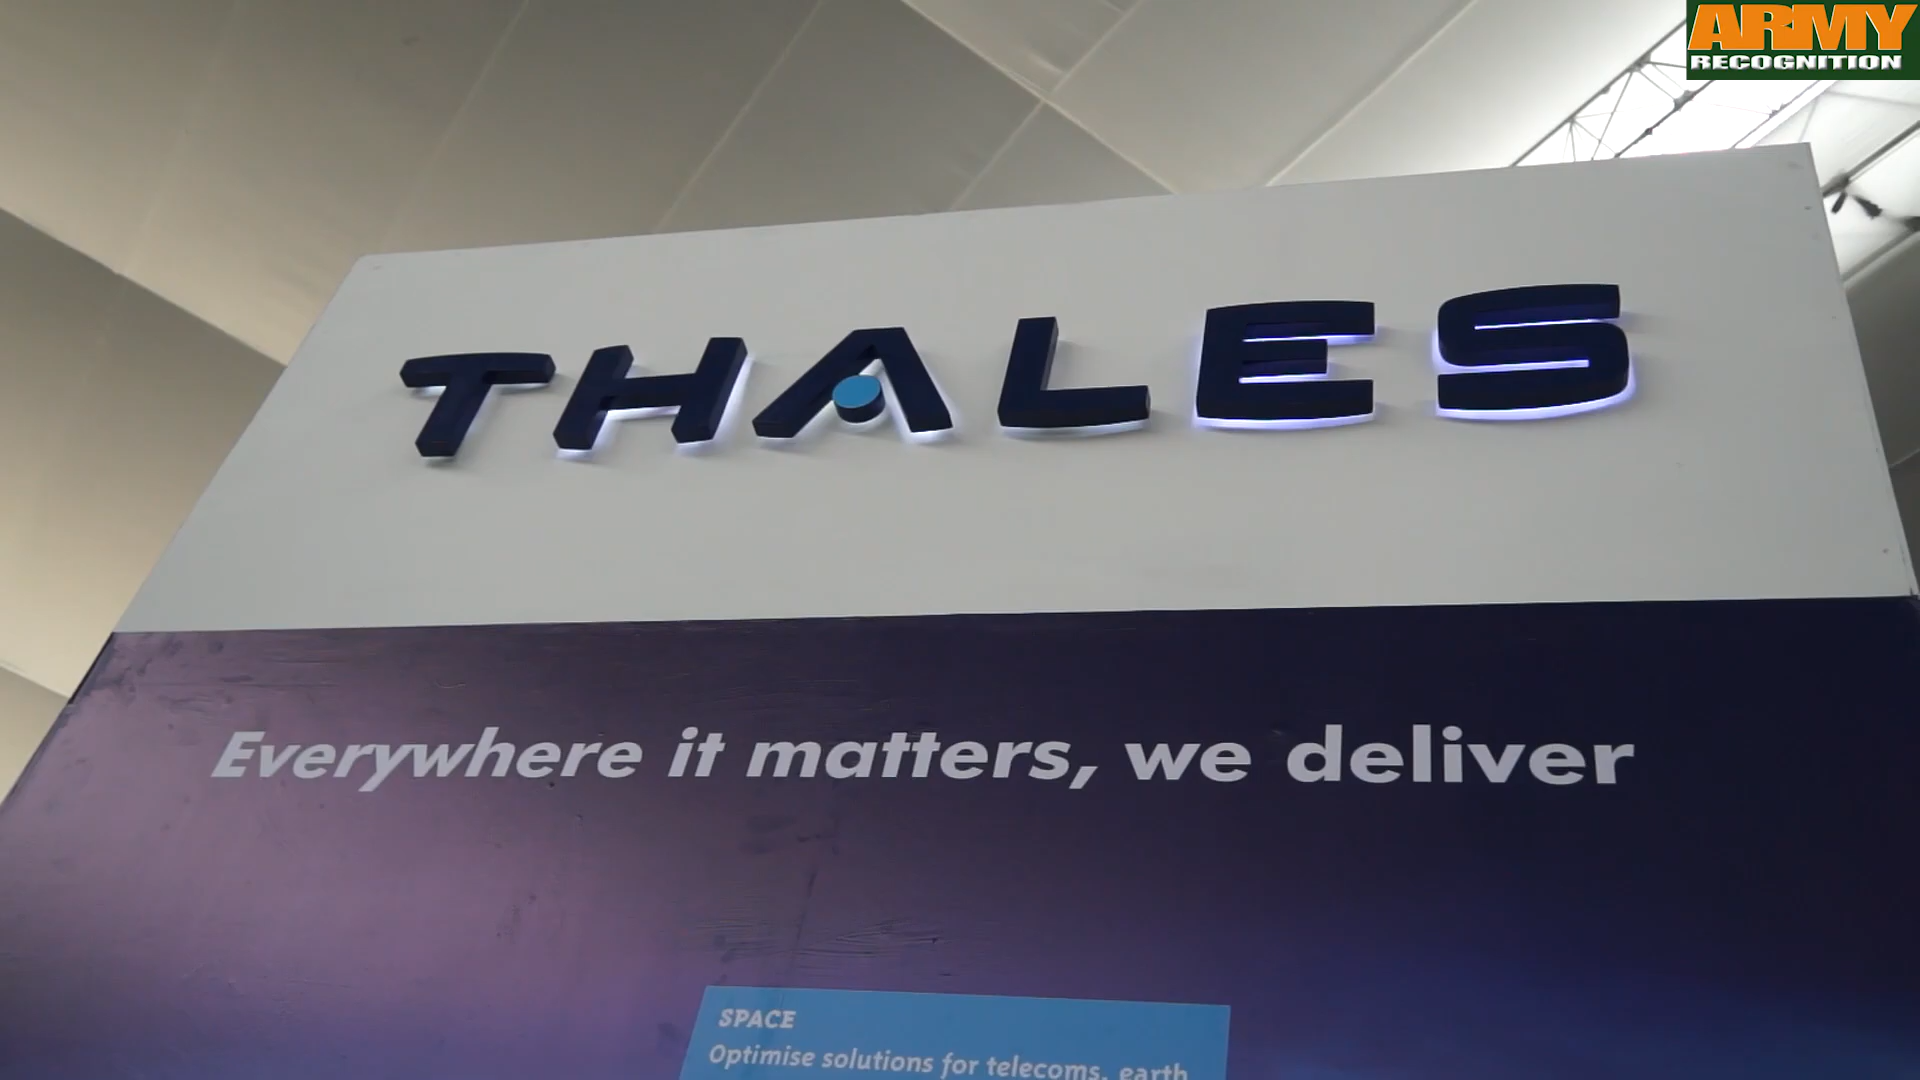 ARMY
RECOGNITION
THALES
Everywhere it matters, we deliver
SPACE
Optimise solutions for telecoms, earth